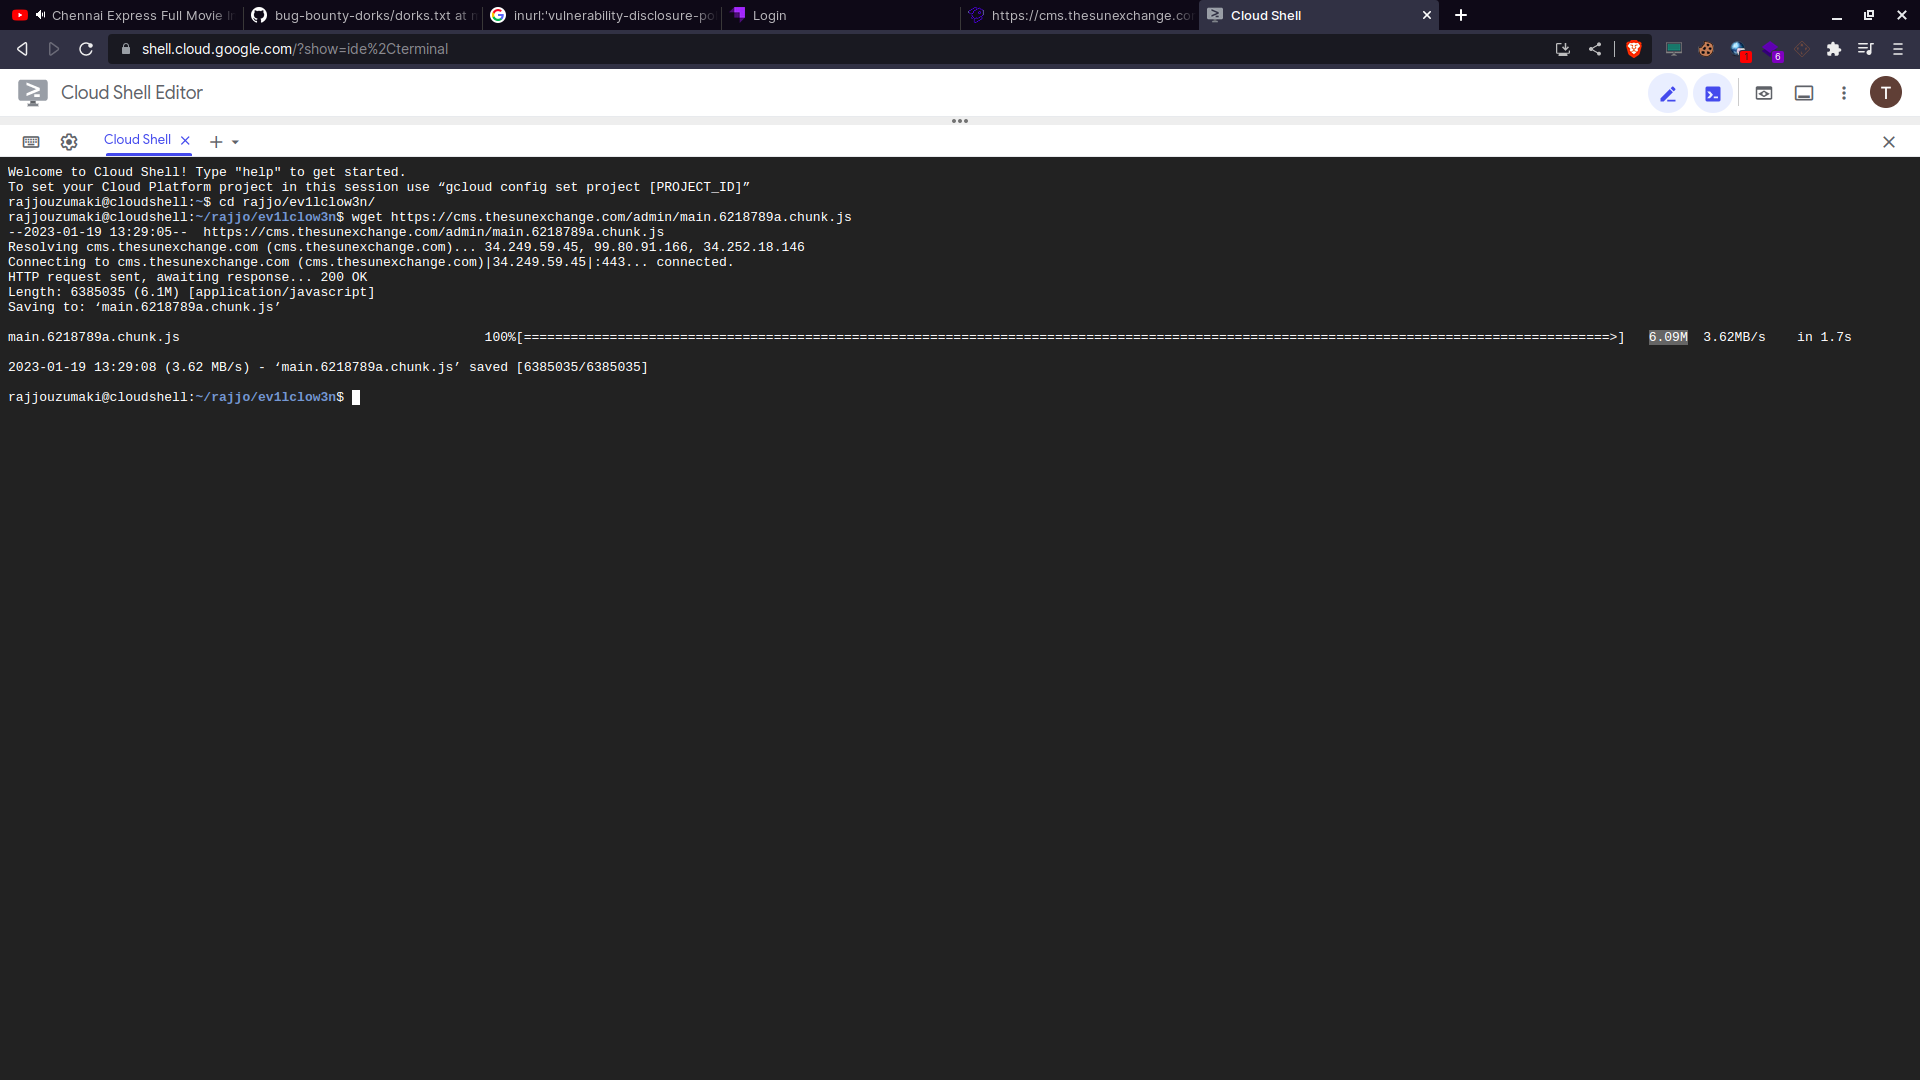 Chennai Express Full Movie
bug-bounty-dorks/dorks.txt at
inurl:'vulnerability-disclosure-po
Login
https://cms.thesunexchange.co
Cloud Shell
shell.cloud.google.com/?show=ide%2Cterminal
1
6
Cloud Shell Editor
T
Cloud Shell
Welcome to Cloud Shell! Type "help" to get started.
To set your Cloud Platform project in this session use “gcloud config set project [PROJECT_ID]”
rajjouzumaki@cloudshell:~$ cd rajjo/ev1lclow3n/
rajjouzumaki@cloudshell:~/rajjo/ev1lclow3n$ wget https://cms.thesunexchange.com/admin/main.6218789a.chunk.js
--2023-01-19 13:29:05--  https://cms.thesunexchange.com/admin/main.6218789a.chunk.js
Resolving cms.thesunexchange.com (cms.thesunexchange.com)... 34.249.59.45, 99.80.91.166, 34.252.18.146
Connecting to cms.thesunexchange.com (cms.thesunexchange.com)|34.249.59.45|:443... connected.
HTTP request sent, awaiting response... 200 OK
Length: 6385035 (6.1M) [application/javascript]
Saving to: ‘main.6218789a.chunk.js’
main.6218789a.chunk.js 100%[===========================================================================================================================================>] 6.09M 3.62MB/s in 1.7s
2023-01-19 13:29:08 (3.62 MB/s) - ‘main.6218789a.chunk.js’ saved [6385035/6385035]
rajjouzumaki@cloudshell:~/rajjo/ev1lclow3n$